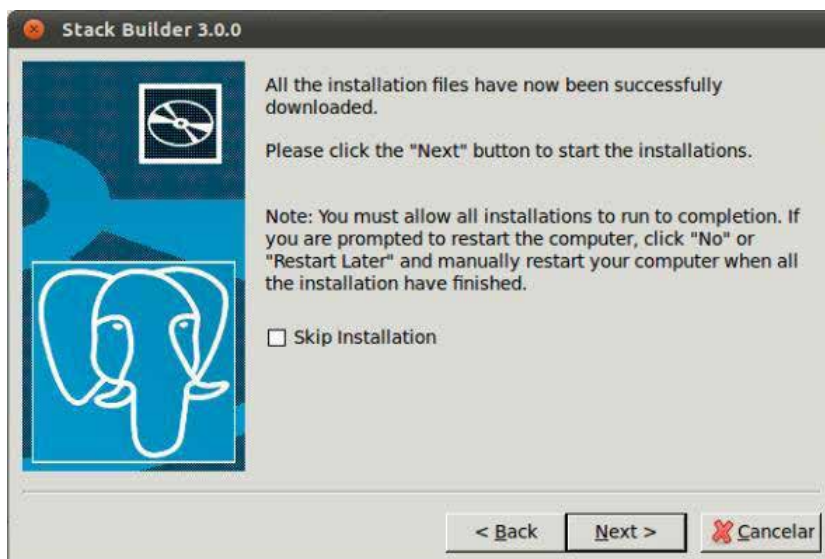 Stack Builder 3.0.0
All the installation files have now been successfully
downloaded.
Please click the "Next" button to start the installations.
Note: You must allow all installations to run to completion. If
you are prompted to restart the computer, click "No" or
"Restart Later" and manually restart your computer when all
the installation have finished.
Skip Installation
< Back
Next >
Cancelar